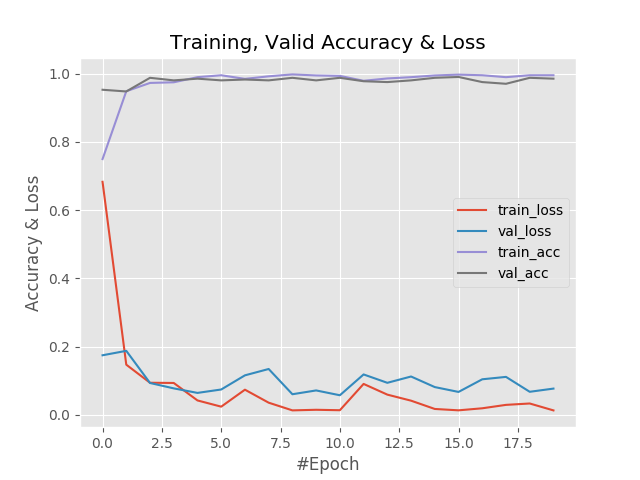 Training, Valid Accuracy & Loss
1.0
0.8
0.6
0.4
0.2
0.0
Accuracy & Loss
train_loss
val_loss
train_acc
val_acc
0.0 2.5 5.0 7.5 10.0 12.5 15.0 17.5
#Epoch